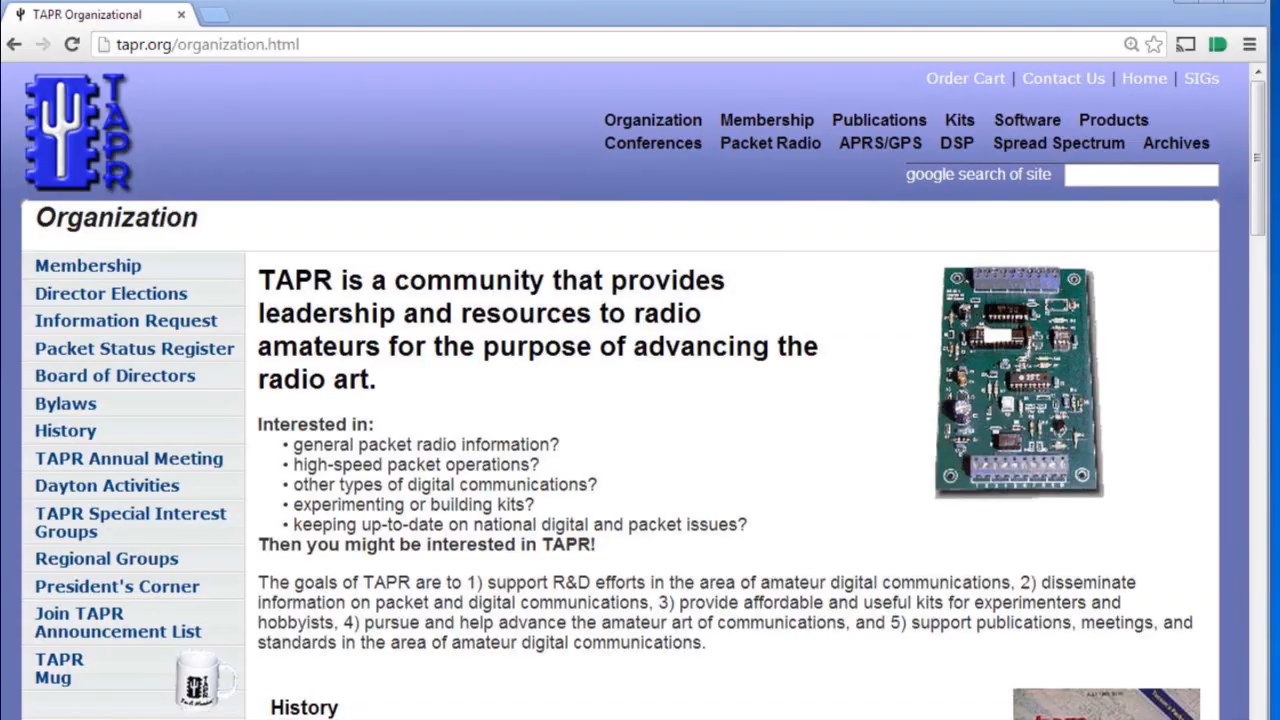 TAPR Organizational
tapr.org/organization.html
TAPR
Order Cart | Contact Us | Home | SIGs
Organization Membership Publications Kits Software Products
Conferences Packet Radio APRS/GPS DSP Spread Spectrum Archives
google search of site
Organization
Membership
Director Elections
Information Request
Packet Status Register
Board of Directors
Bylaws
History
TAPR Annual Meeting
Dayton Activities
TAPR Special Interest
Groups
Regional Groups
President's Corner
Join TAPR
Announcement List
TAPR
Mug
TAPR
TAPR is a community that provides
leadership and resources to radio
amateurs for the purpose of advancing the
radio art.
Interested in:
• general packet radio information?
• high-speed packet operations?
• other types of digital communications?
• experimenting or building kits?
• keeping up-to-date on national digital and packet issues?
Then you might be interested in TAPR!
The goals of TAPR are to 1) support R&D efforts in the area of amateur digital communications, 2) disseminate
information on packet and digital communications, 3) provide affordable and useful kits for experimenters and
hobbyists, 4) pursue and help advance the amateur art of communications, and 5) support publications, meetings, and
standards in the area of amateur digital communications.
History